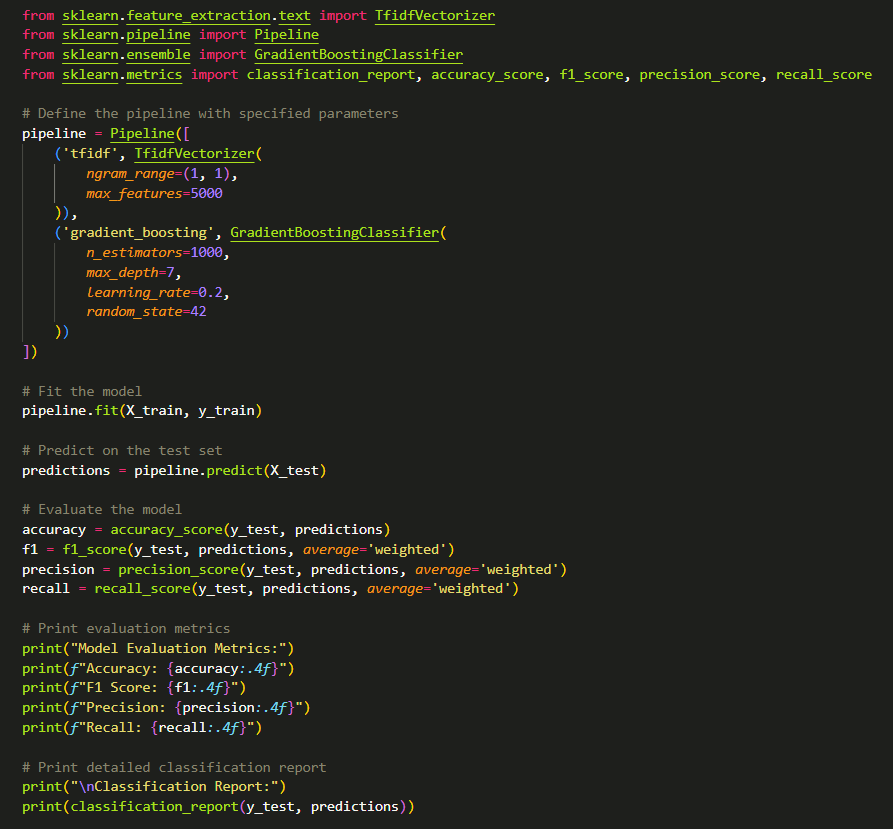 from sklearn.feature_extraction.text import TfidfVectorizer
from sklearn.pipeline import Pipeline
from sklearn.ensemble import GradientBoostingClassifier
from sklearn.metrics import classification_report, accuracy_score, f1_score, precision_score, recall_score

# Define the pipeline with specified parameters
pipeline = Pipeline([
    ('tfidf', TfidfVectorizer(
        ngram_range=(1, 1),
        max_features=5000
    )),
    ('gradient_boosting', GradientBoostingClassifier(
        n_estimators=1000,
        max_depth=7,
        learning_rate=0.2,
        random_state=42
    ))
])

# Fit the model
pipeline.fit(X_train, y_train)

# Predict on the test set
predictions = pipeline.predict(X_test)

# Evaluate the model
accuracy = accuracy_score(y_test, predictions)
f1 = f1_score(y_test, predictions, average='weighted')
precision = precision_score(y_test, predictions, average='weighted')
recall = recall_score(y_test, predictions, average='weighted')

# Print evaluation metrics
print("Model Evaluation Metrics:")
print(f"Accuracy: {accuracy:.4f}")
print(f"F1 Score: {f1:.4f}")
print(f"Precision: {precision:.4f}")
print(f"Recall: {recall:.4f}")

# Print detailed classification report
print("\nClassification Report:")
print(classification_report(y_test, predictions))